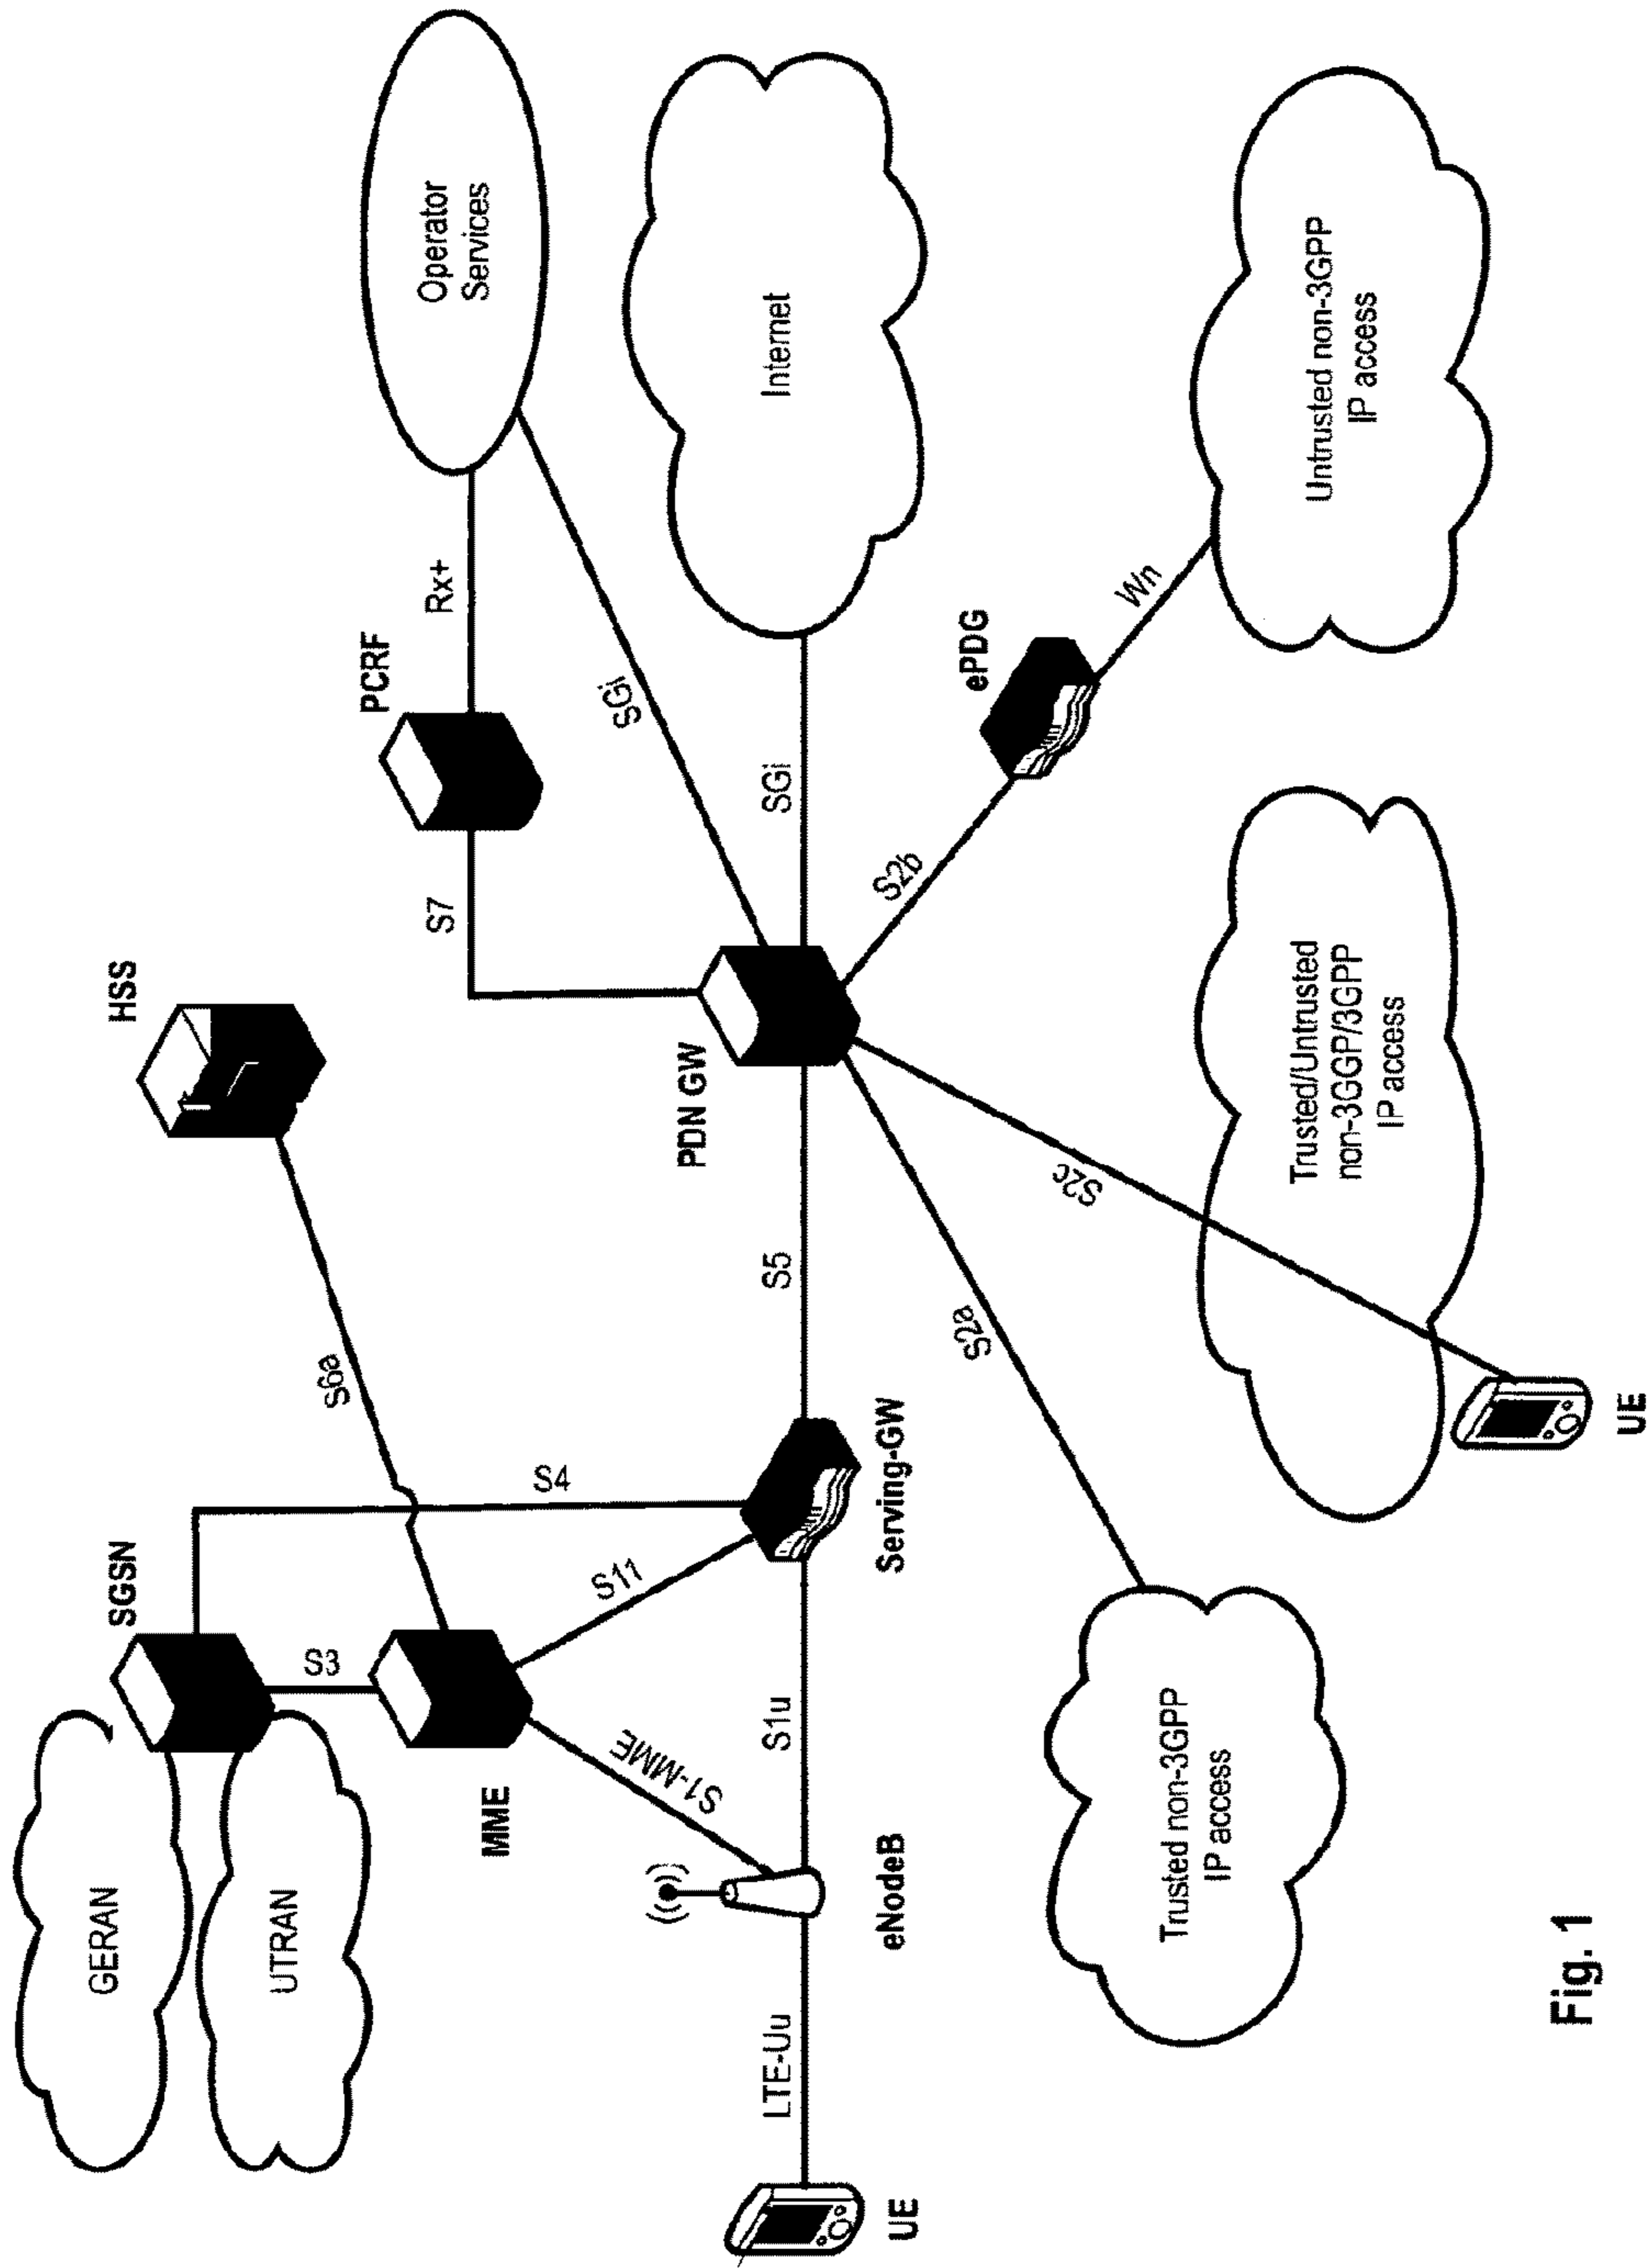 GERAN
SGSN
HSS
UTRAN
S3
S6a
S4
S7
PCRF
Rx+
Operator
Services
MME
S11
S1-MME
SGi
PDN GW
LTE-Uu
S1u
S5
SGi
Internet
UE
eNodeB
Serving-GW
S2b
ePDG
S2a
S2c
Wn
Trusted non-3GPP
IP access
Trusted/Untrusted
non-3GGP/3GPP
IP access
Untrusted non-3GPP
IP access
UE
Fig. 1